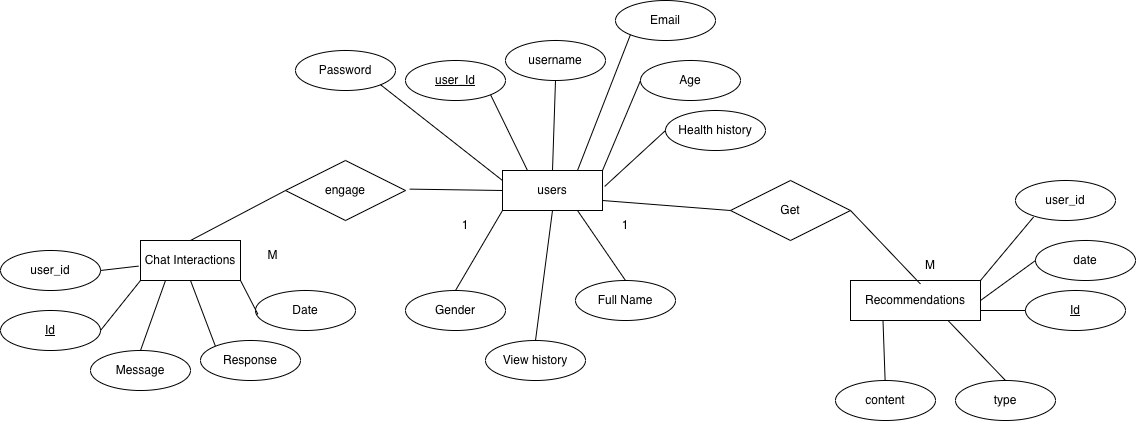 Email
username
Password
user_Id
Age
Health history
engage
users
Get
user_id
1
1
M
M
Chat Interactions
date
user_id
Recommendations
Id
Date
Gender
Full Name
Id
Message
Response
View history
content
type